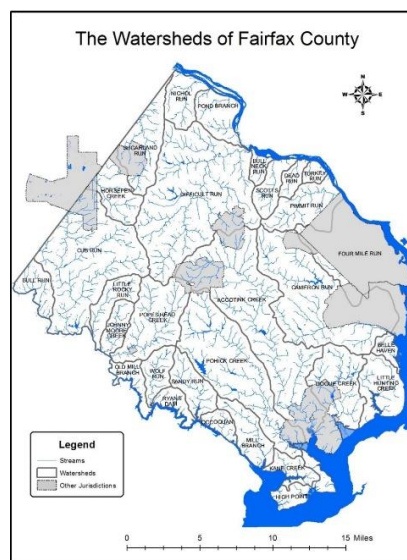 The Watersheds of Fairfax County
N
W E
S
NICHOL
RUN
POND BRANCH
SUGARLAND
RUN
BULL
NECK
RUN
DEAD
RUN
TURKEY
RUN
SCOTTS
RUN
HORSEPEN
CREEK
DIFFICULT RUN
PIMMIT RUN
CUB RUN
FOUR MILE RUN
BULL RUN
LITTLE
ROCKY
RUN
CAMERON RUN
ACCOTINK CREEK
POPES HEAD
CREEK
JOHNNY
MOORE
CREEK
BELLE
HAVEN
OLD MILL
BRANCH
WOLF
RUN
POHICK CREEK
SANDY RUN
LITTLE
HUNTING
CREEK
DOGUE CREEK
RYANS
DAM
OCCOQUAN
MILL
BRANCH
KANE CREEK
HIGH POINT
Legend
Streams
Watersheds
Other Jurisdictions
0 5 10 15 Miles